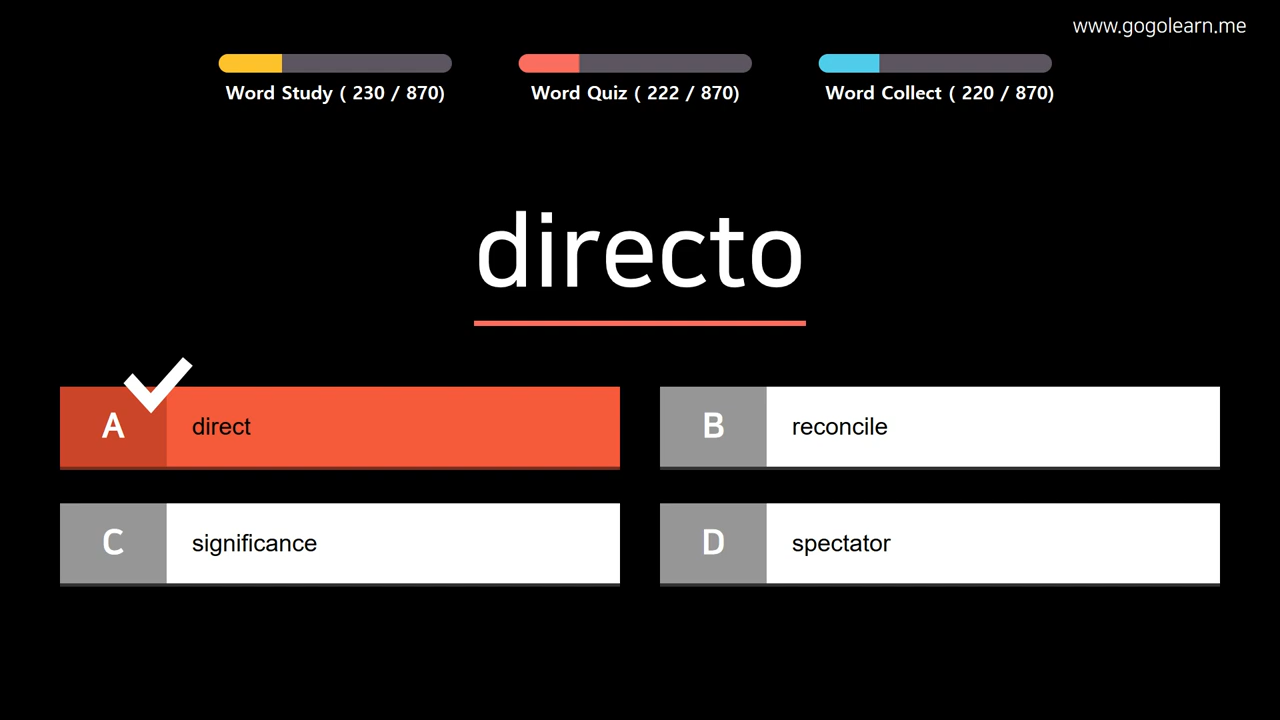 www.gogolearn.me
Word Study ( 230 / 870)
Word Quiz ( 222 / 870)
Word Collect ( 220 / 870)
directo
A direct
B reconcile
C significance
D spectator